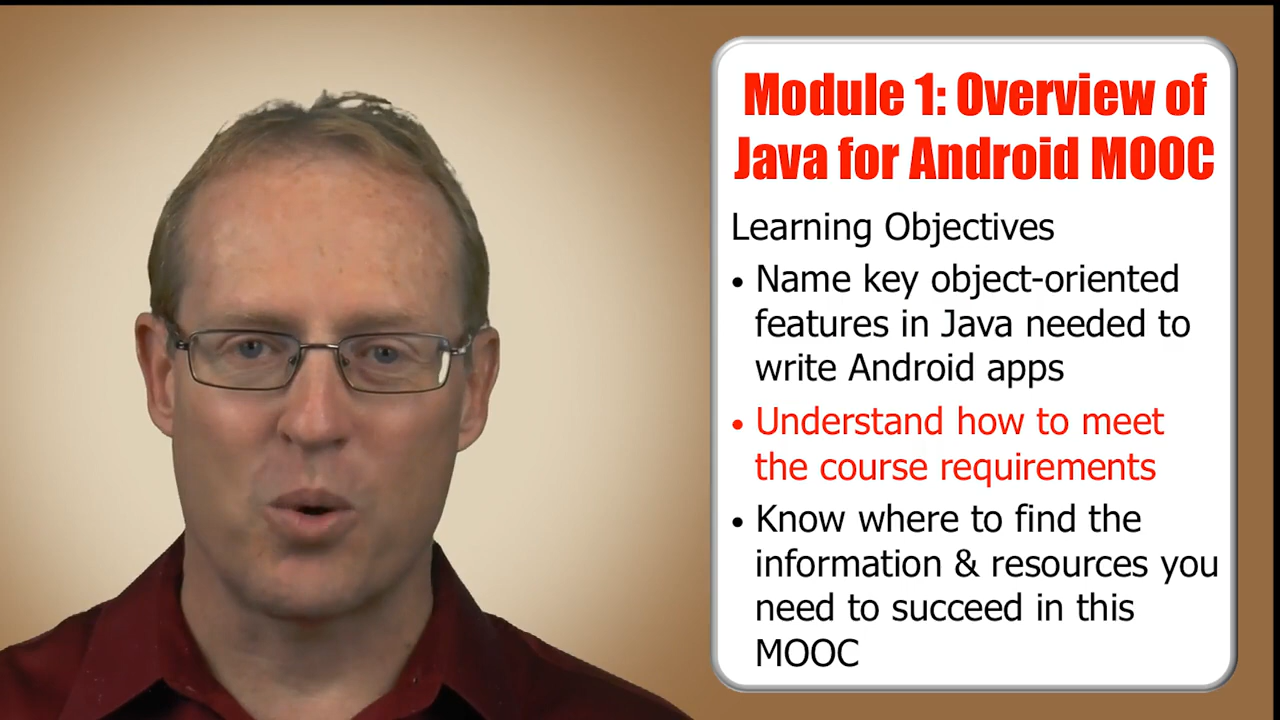 Module 1: Overview of
Java for Android MOOC
Learning Objectives
• Name key object-oriented
features in Java needed to
write Android apps
• Understand how to meet
the course requirements
• Know where to find the
information & resources you
need to succeed in this
MOOC